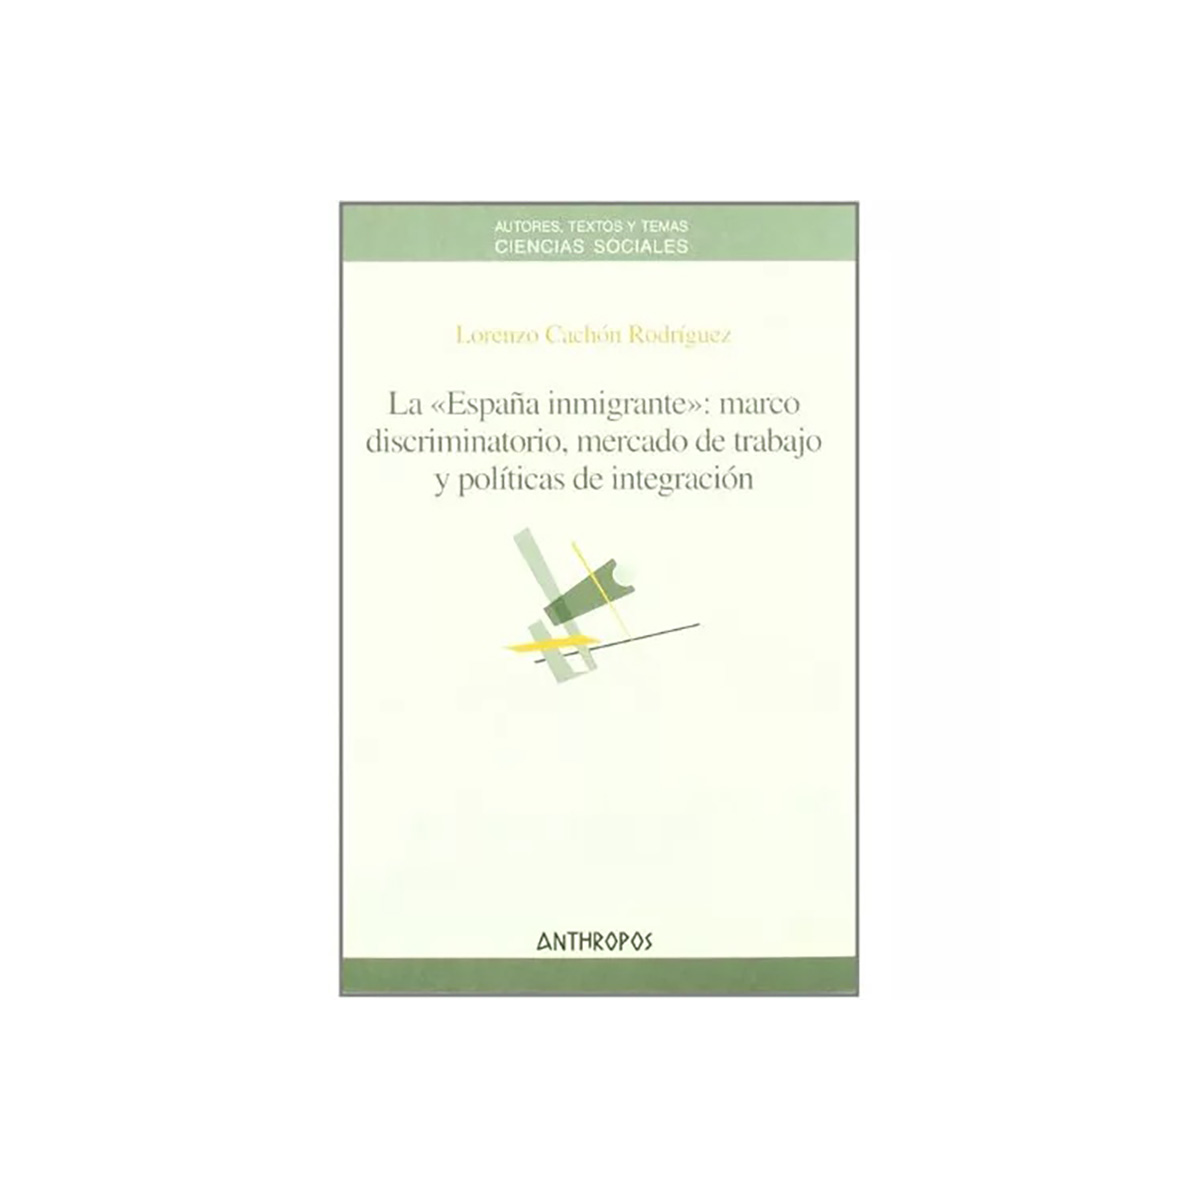 AUTORES, TEXTOS Y TEMAS
CIENCIAS SOCIALES
Lorenzo Cachón Rodríguez
La «España inmigrante»: marco
discriminatorio, mercado de trabajo
y políticas de integración
ANTHROPOS